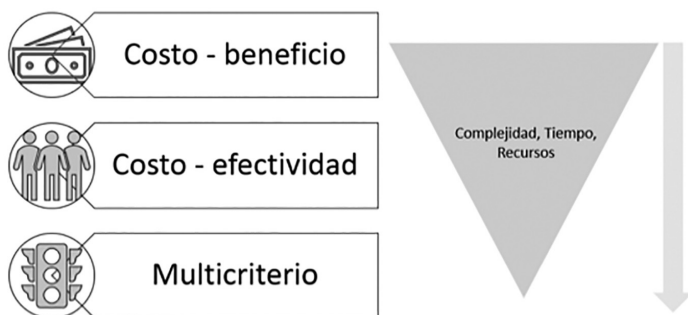 Costo - beneficio
Costo - efectividad
Multicriterio
Complejidad, Tiempo,
Recursos